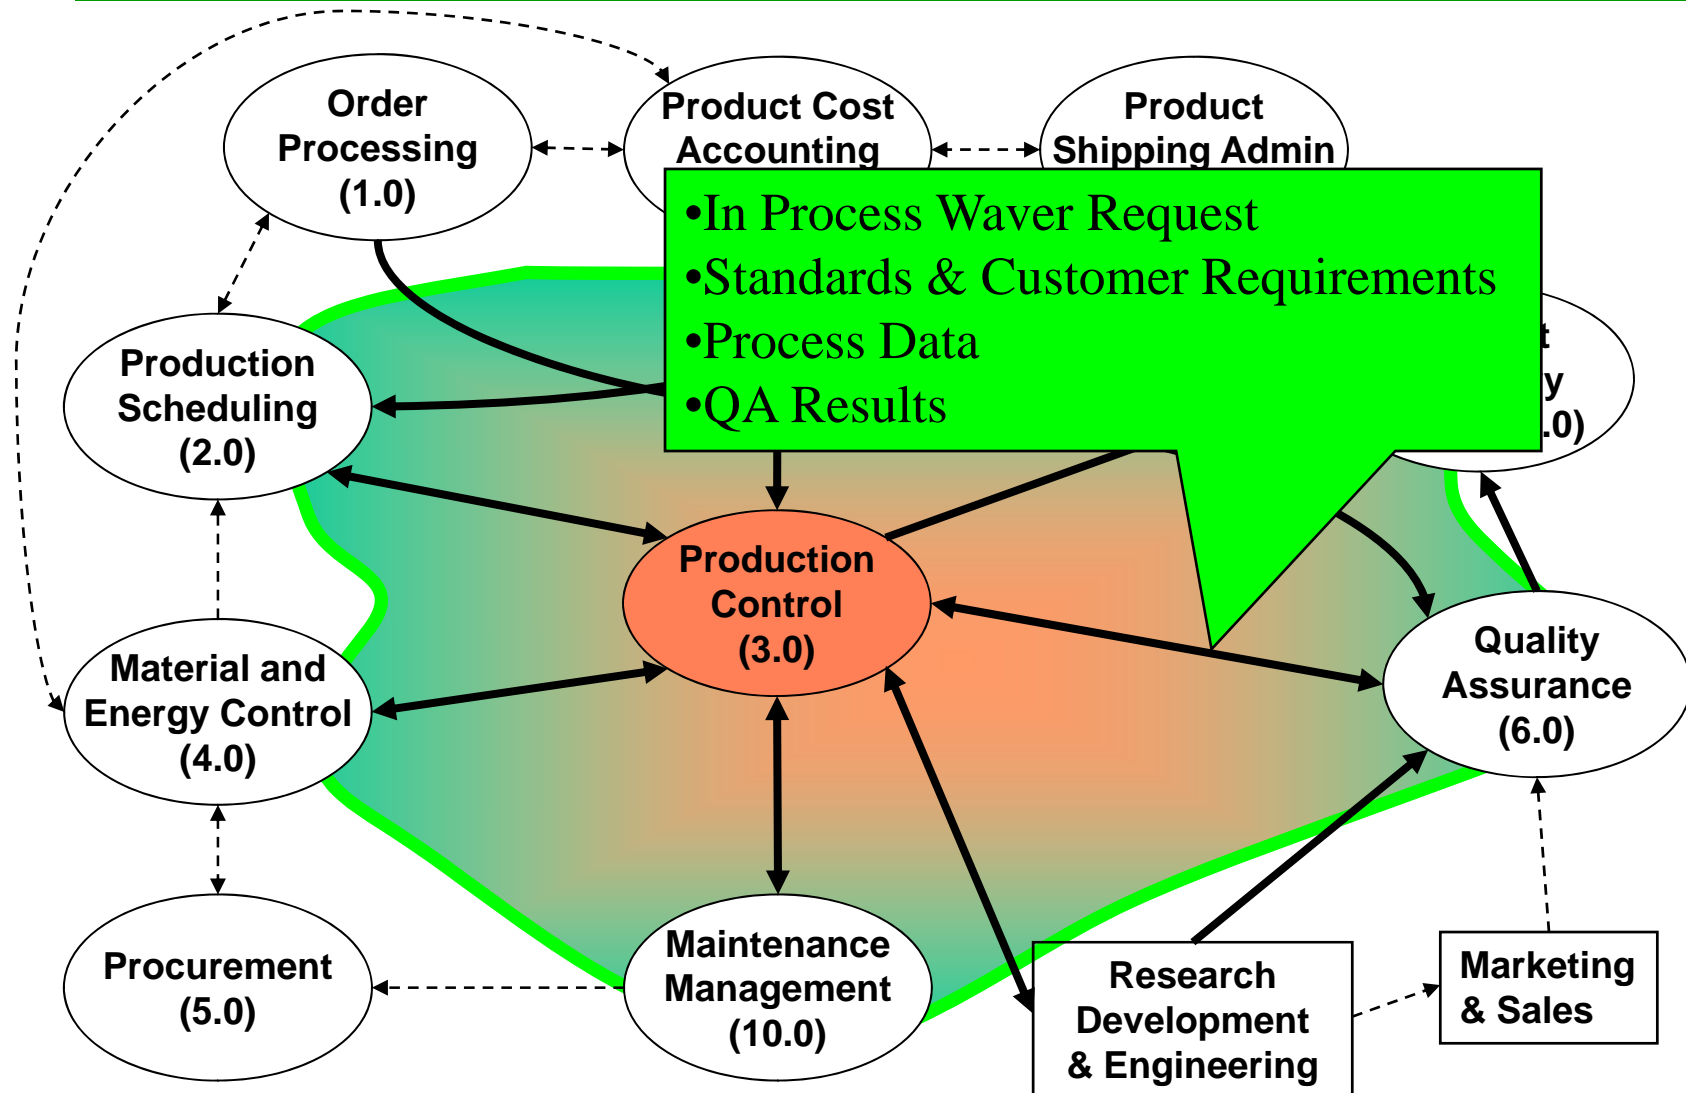 Order
Processing
(1.0)
Product Cost
Accounting
Product
Shipping Admin
•In Process Waver Request
•Standards & Customer Requirements
•Process Data
•QA Results
Production
Scheduling
(2.0)
Production
Control
(3.0)
Quality
Assurance
(6.0)
Material and
Energy Control
(4.0)
Procurement
(5.0)
Maintenance
Management
(10.0)
Research
Development
& Engineering
Marketing
& Sales